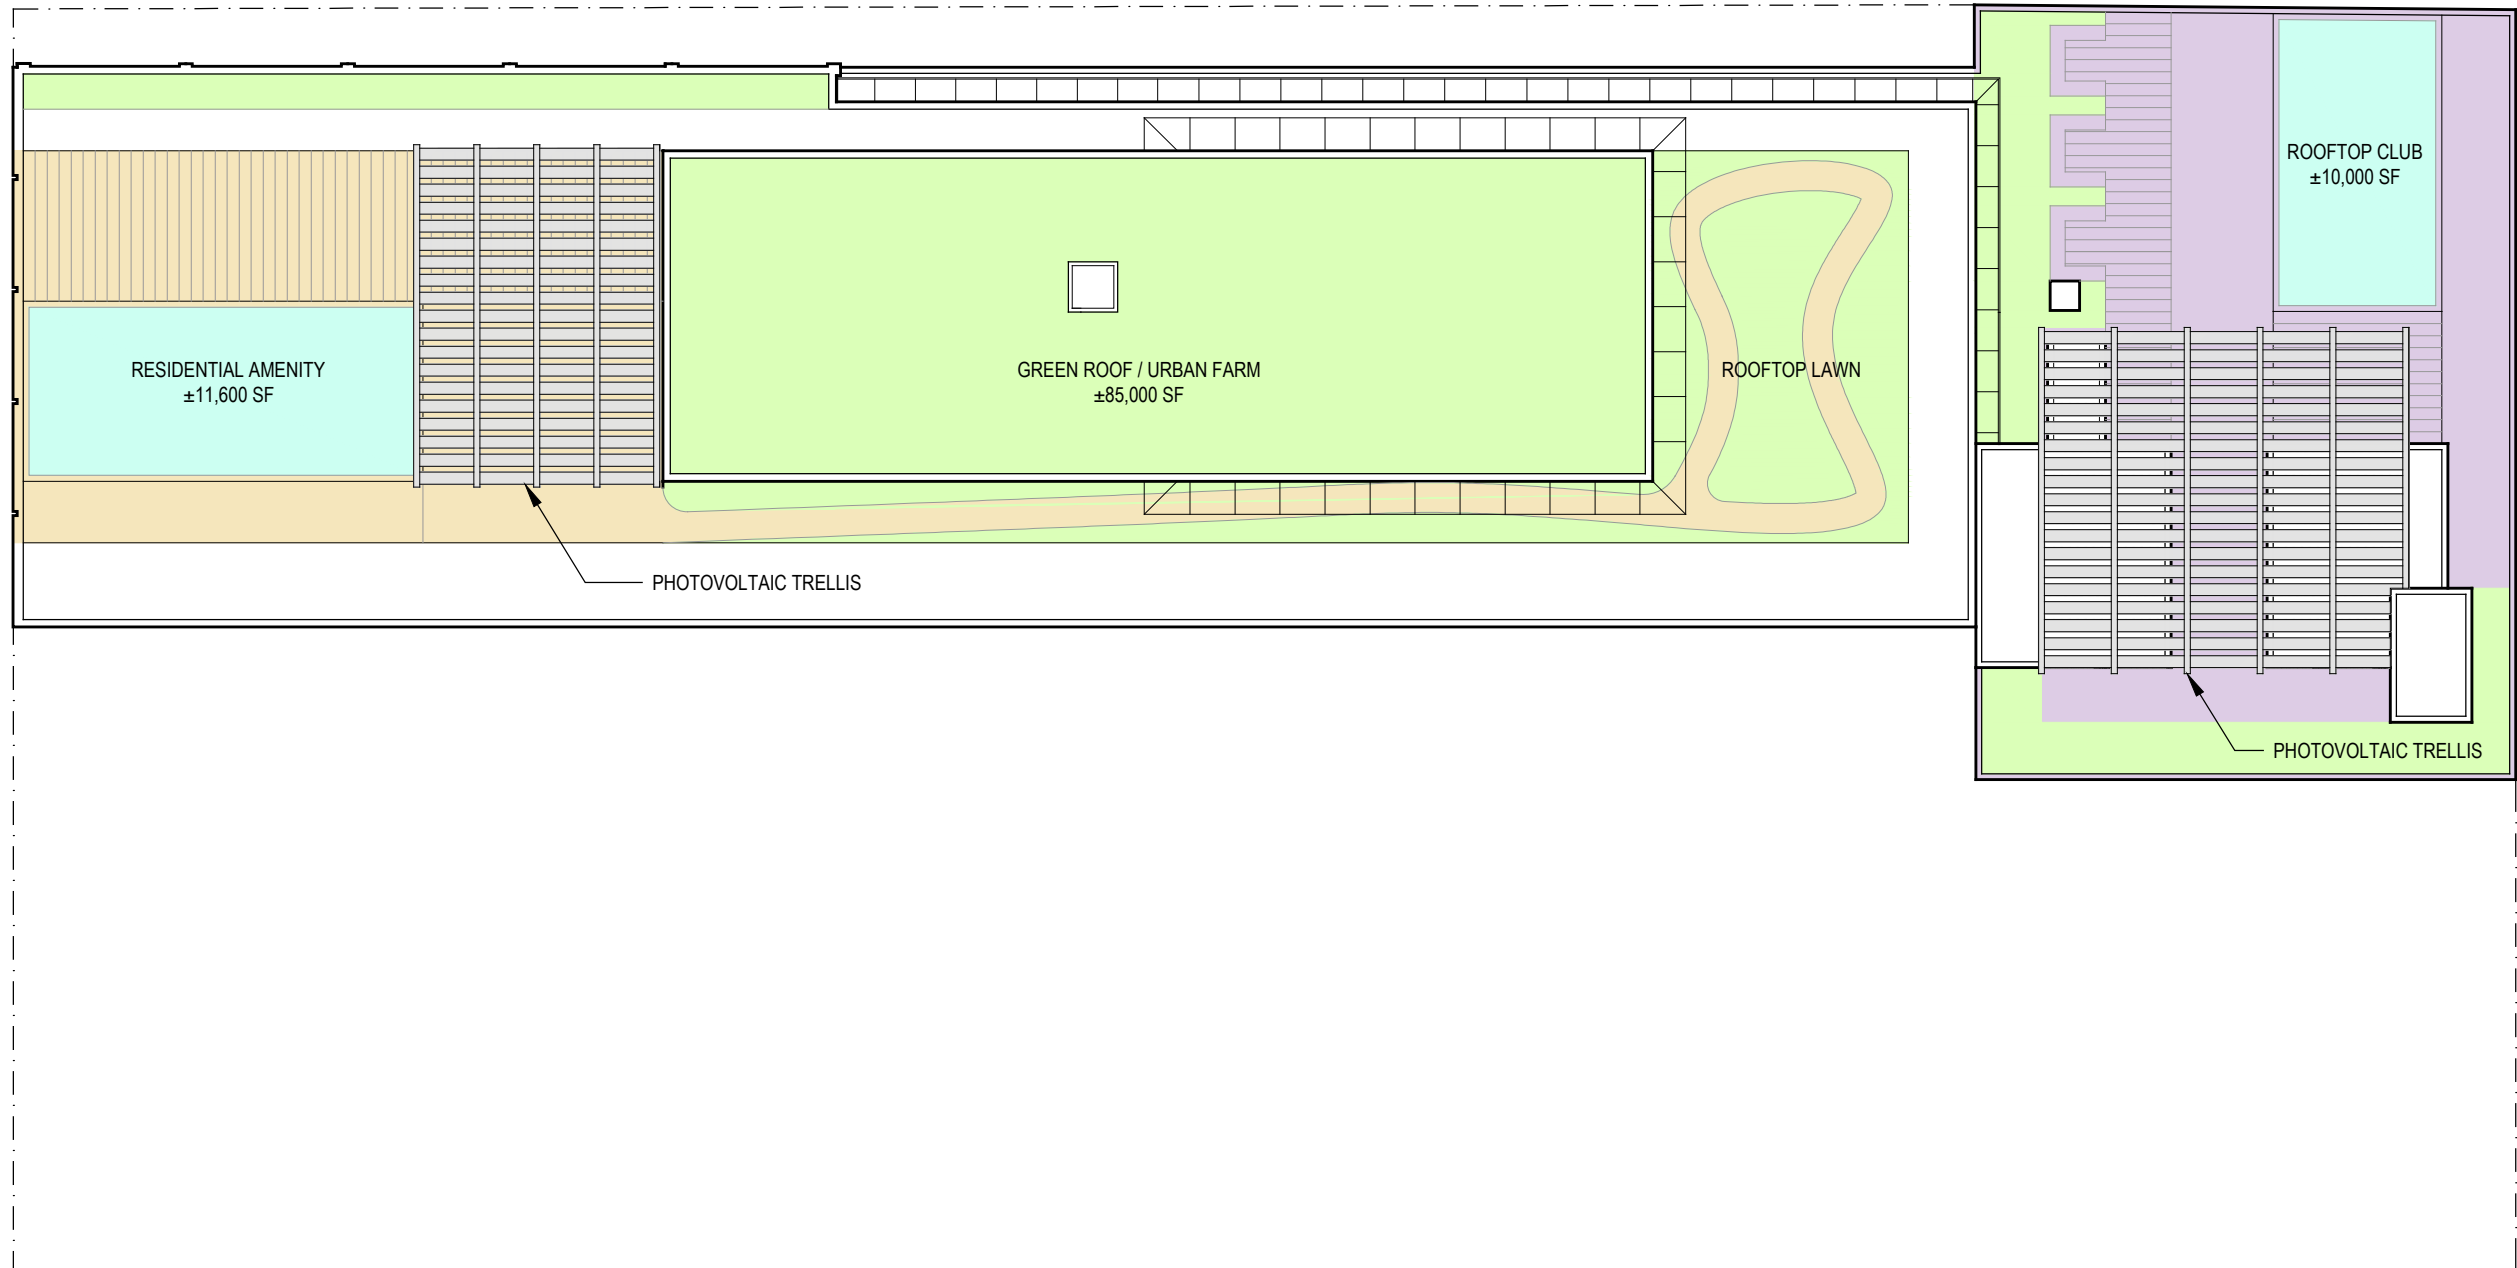 ROOFTOP CLUB
±10,000 SF
RESIDENTIAL AMENITY
±11,600 SF
GREEN ROOF / URBAN FARM
±85,000 SF
ROOFTOP LAWN
PHOTOVOLTAIC TRELLIS
PHOTOVOLTAIC TRELLIS